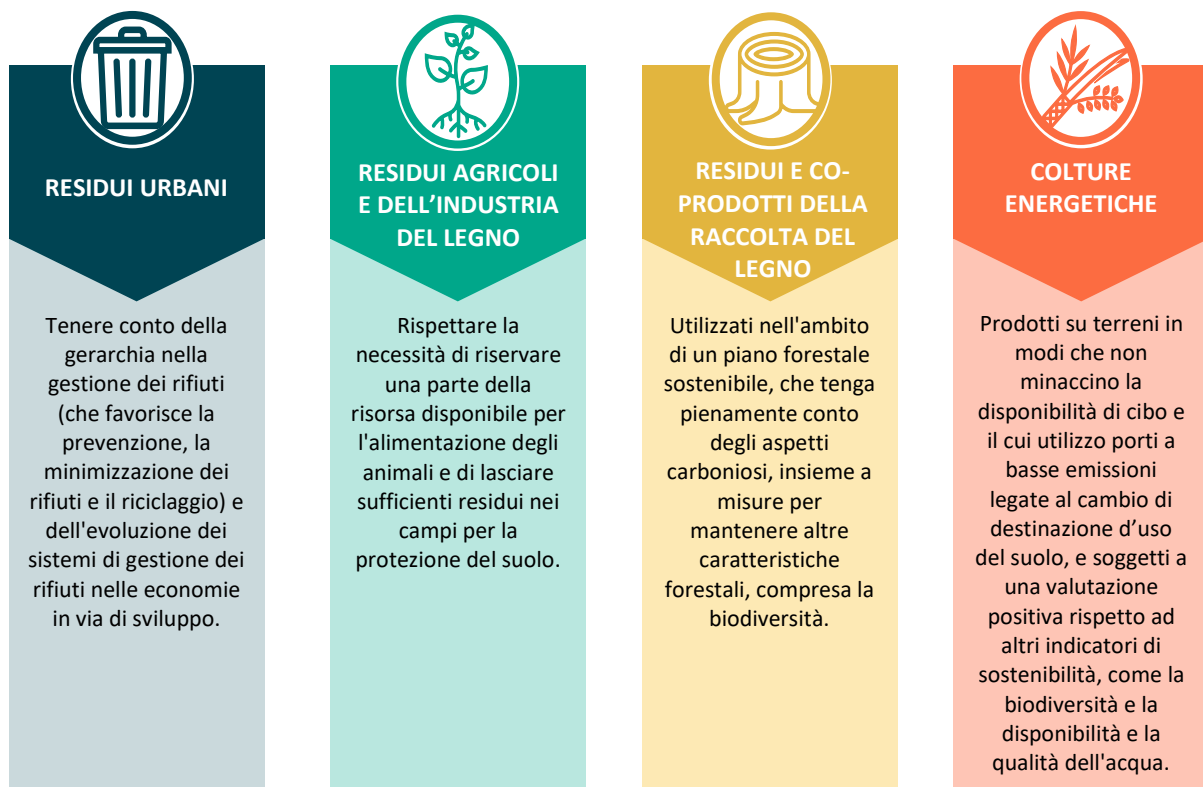 RESIDUI URBANI
Tenere conto della
gerarchia nella
gestione dei rifiuti
(che favorisce la
prevenzione, la
minimizzazione dei
rifiuti e il riciclaggio) e
dell'evoluzione dei
sistemi di gestione dei
rifiuti nelle economie
in via di sviluppo.
RESIDUI AGRICOLI
E DELL’INDUSTRIA
DEL LEGNO
Rispettare la
necessità di riservare
una parte della
risorsa disponibile per
l'alimentazione degli
animali e di lasciare
sufficienti residui nei
campi per la
protezione del suolo.
RESIDUI E CO-
PRODOTTI DELLA
RACCOLTA DEL
LEGNO
Utilizzati nell'ambito
di un piano forestale
sostenibile, che tenga
pienamente conto
degli aspetti
carboniosi, insieme a
misure per
mantenere altre
caratteristiche
forestali, compresa la
biodiversità.
COLTURE
ENERGETICHE
Prodotti su terreni in
modi che non
minaccino la
disponibilità di cibo e
il cui utilizzo porti a
basse emissioni
legate al cambio di
destinazione d’uso
del suolo, e soggetti a
una valutazione
positiva rispetto ad
altri indicatori di
sostenibilità, come la
biodiversità e la
disponibilità e la
qualità dell'acqua.